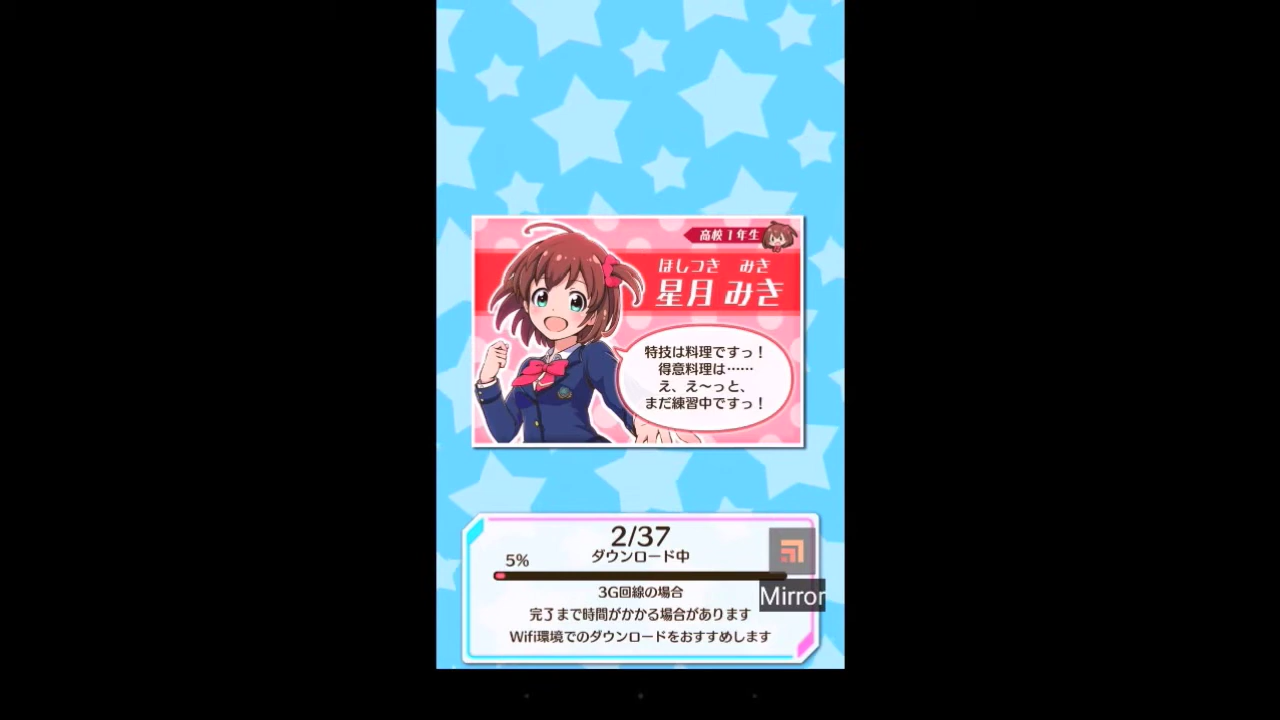 高校1年生
ほしつき みき
星月 みき
特技は料理ですっ！
得意料理は……
え、え〜っと、
まだ練習中ですっ！
2/37
ダウンロード中
5%
3G回線の場合
完了まで時間がかかる場合があります
Wifi環境でのダウンロードをおすすめします
Mirror